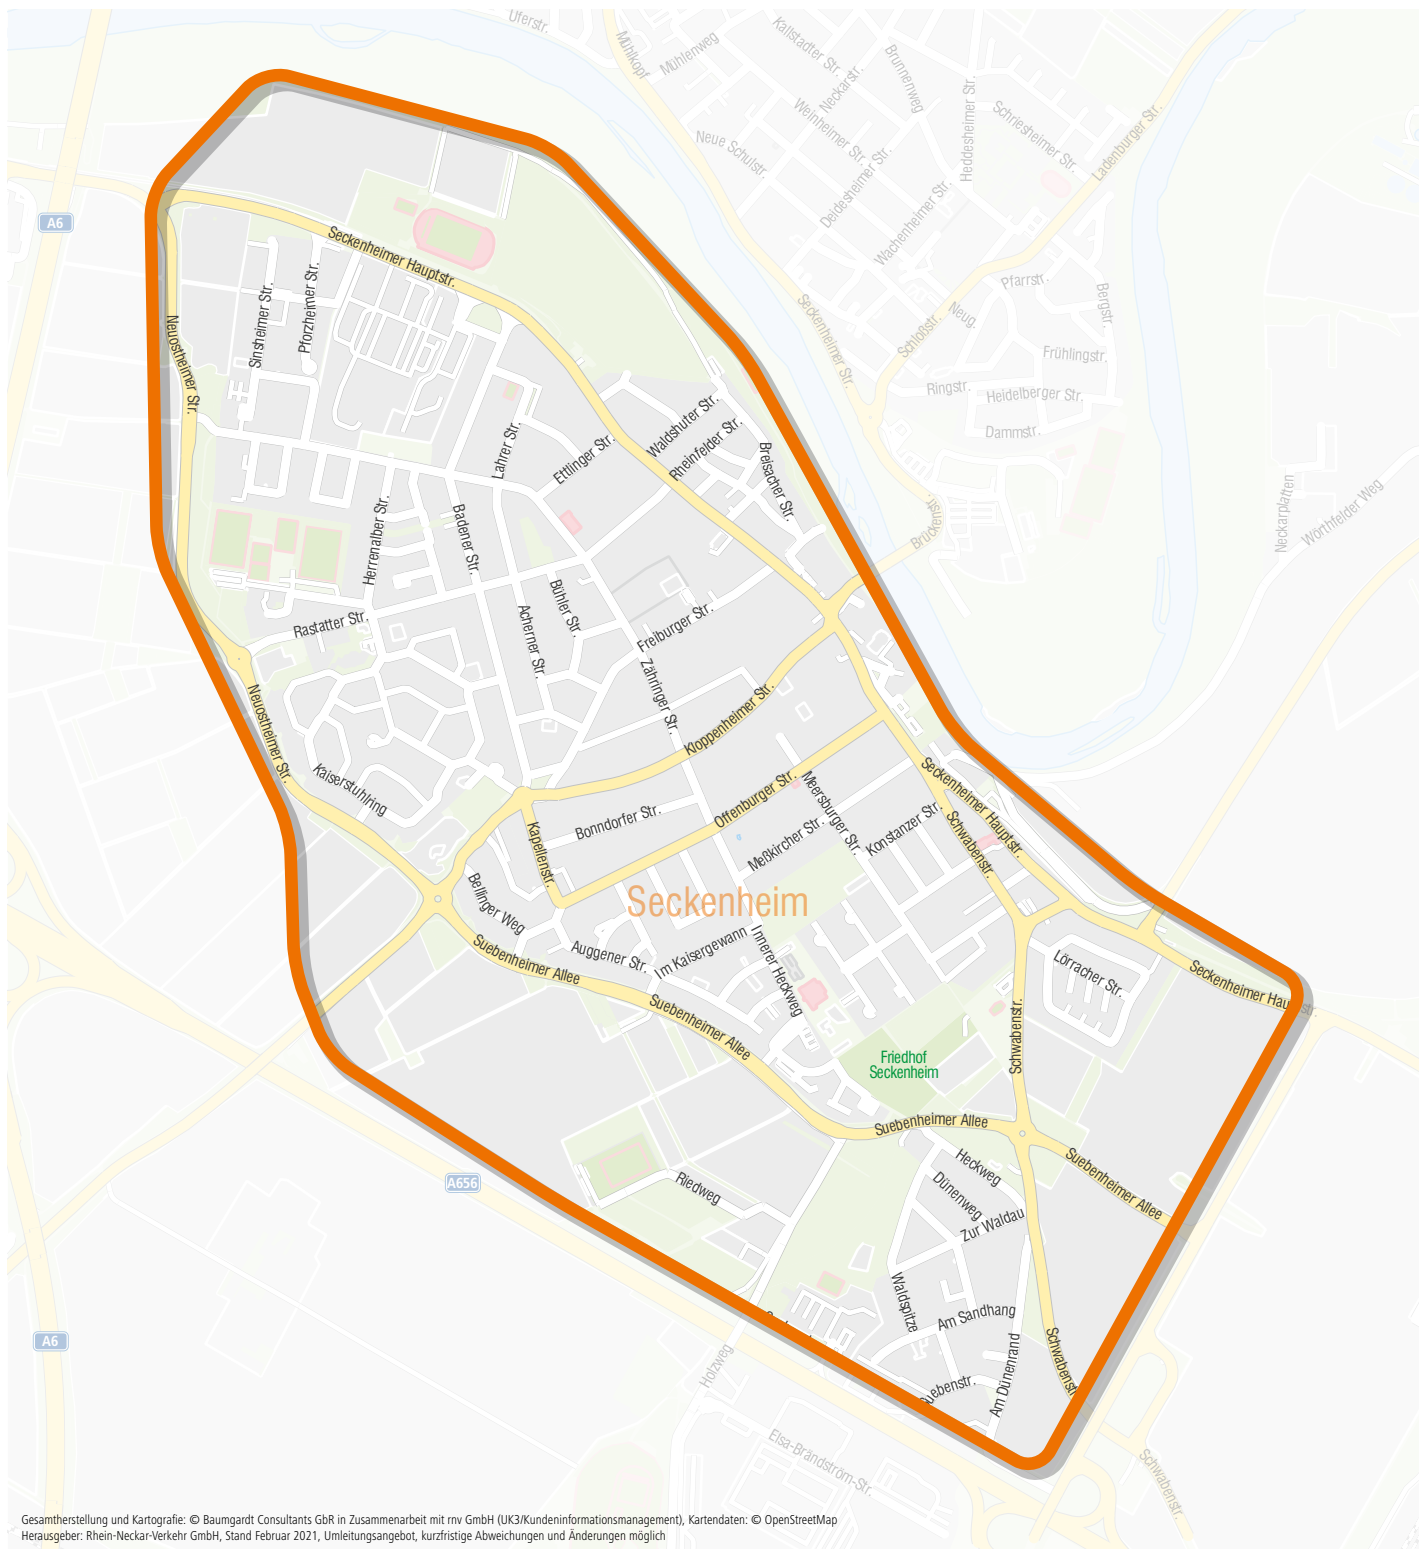 Uferstr.
Mühlkopf
Mühlenweg
Kallstadter Str.
Neckarstr.
Brunnenweg
Weinheimer Str.
Heddesheimer Str.
Schriesheimer Str.
Ladenburger Str.
Neue Schulstr.
Deidesheimer Str.
Wachenheimer Str.
A6
Seckenheimer Hauptstr.
Sinsheimer Str.
Pforzheimer Str.
Neuostheimer Str.
Seckenheimer Str.
Pfarrstr.
Bergstr.
Neug.
Schloßstr.
Frühlingstr.
Ringstr.
Heidelberger Str.
Dammstr.
Waldshuter Str.
Rheinfelder Str.
Breisacher Str.
Lahrer Str.
Ettlinger Str.
Brückenstr.
Neckarplatten
Wörthfelder Weg
Herrenalber Str.
Badener Str.
Rastatter Str.
Bühler Str.
Acherner Str.
Freiburger Str.
Zähringer Str.
Kloppenheimer Str.
Neuostheimer Str.
Kaiserstuhlring
Bonndorfer Str.
Offenburger Str.
Meersburger Str.
Meßkircher Str.
Konstanzer Str.
Seckenheimer Hauptstr.
Schwabenstr.
Kapellenstr.
Bellinger Weg
Seckenheim
Auggener Str.
Im Kaisergewann
Innerer Heckweg
Suebenheimer Allee
Suebenheimer Allee
Lörracher Str.
Seckenheimer Hauptstr.
Schwabenstr.
Friedhof
Seckenheim
Suebenheimer Allee
Suebenheimer Allee
A656
Riedweg
Heckweg
Dünenweg
Zur Waldau
Waldspitze
Am Sandhang
Am Dünenrand
Schwabenstr.
A6
Holzweg
Suebenstr.
Elsa-Brändström-Str.
Schwabenstr.
Gesamtherstellung und Kartografie: © Baumgardt Consultants GbR in Zusammenarbeit mit rnv GmbH (UK3/Kundeninformationsmanagement), Kartendaten: © OpenStreetMap
Herausgeber: Rhein-Neckar-Verkehr GmbH, Stand Februar 2021, Umleitungsangebot, kurzfristige Abweichungen und Änderungen möglich